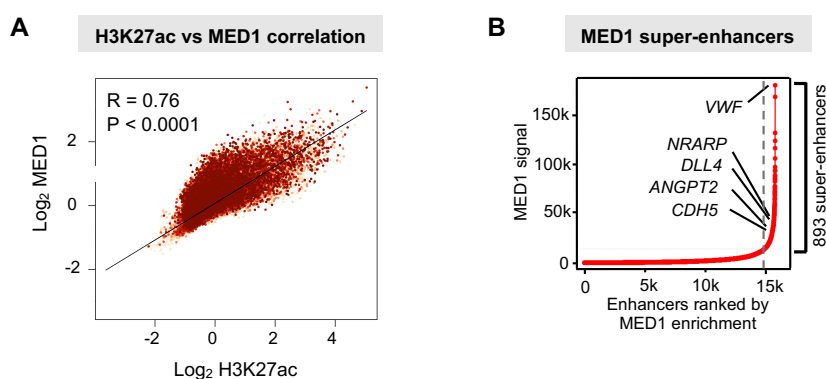 A
H3K27ac vs MED1 correlation
R = 0.76
P < 0.0001
Log₂ MED1
2
0
-2
-2
0
2
4
Log₂ H3K27ac
B
MED1 super-enhancers
MED1 signal
150k
100k
50k
0
VWF
NRARP
DLL4
ANGPT2
CDH5
893 super-enhancers
0
5k
10k
15k
Enhancers ranked by
MED1 enrichment